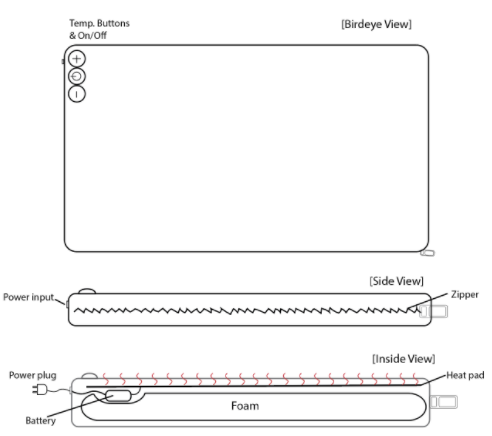 Temp. Buttons
& On/Off
[Birdeye View]
[Side View]
Power input
Zipper
[Inside View]
Power plug
Heat pad
Battery
Foam